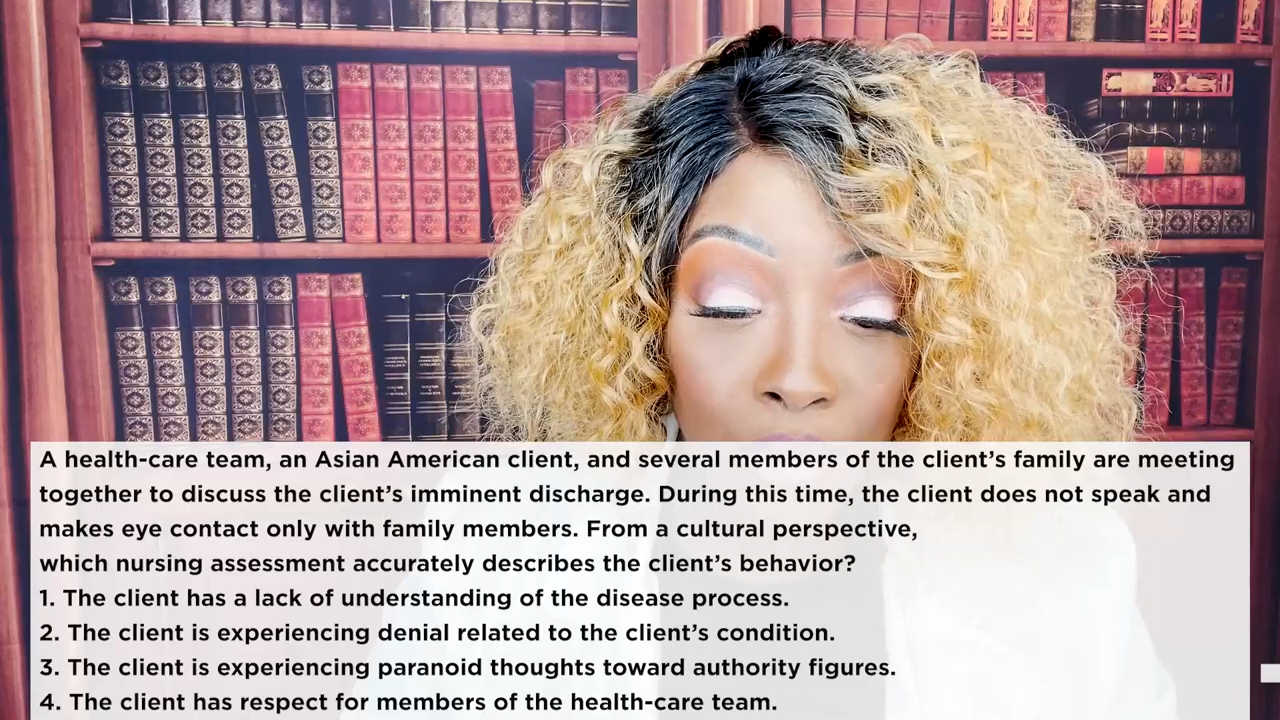 A health-care team, an Asian American client, and several members of the client's family are meeting
together to discuss the client's imminent discharge. During this time, the client does not speak and
makes eye contact only with family members. From a cultural perspective,
which nursing assessment accurately describes the client's behavior?
1. The client has a lack of understanding of the disease process.
2. The client is experiencing denial related to the client's condition.
3. The client is experiencing paranoid thoughts toward authority figures.
4. The client has respect for members of the health-care team.